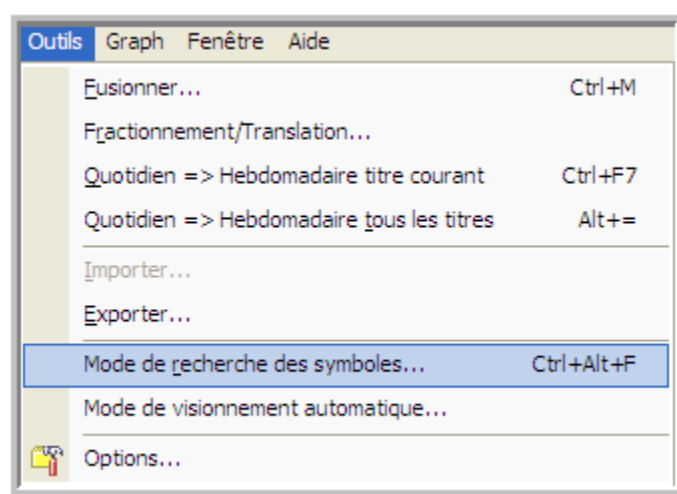 Outils Graph Fenêtre Aide
Fusionner... Ctrl+M
Fractionnement/Translation...
Quotidien => Hebdomadaire titre courant Ctrl+F7
Quotidien => Hebdomadaire tous les titres Alt+=
Importer...
Exporter...
Mode de recherche des symboles... Ctrl+Alt+F
Mode de visionnement automatique...
Options...